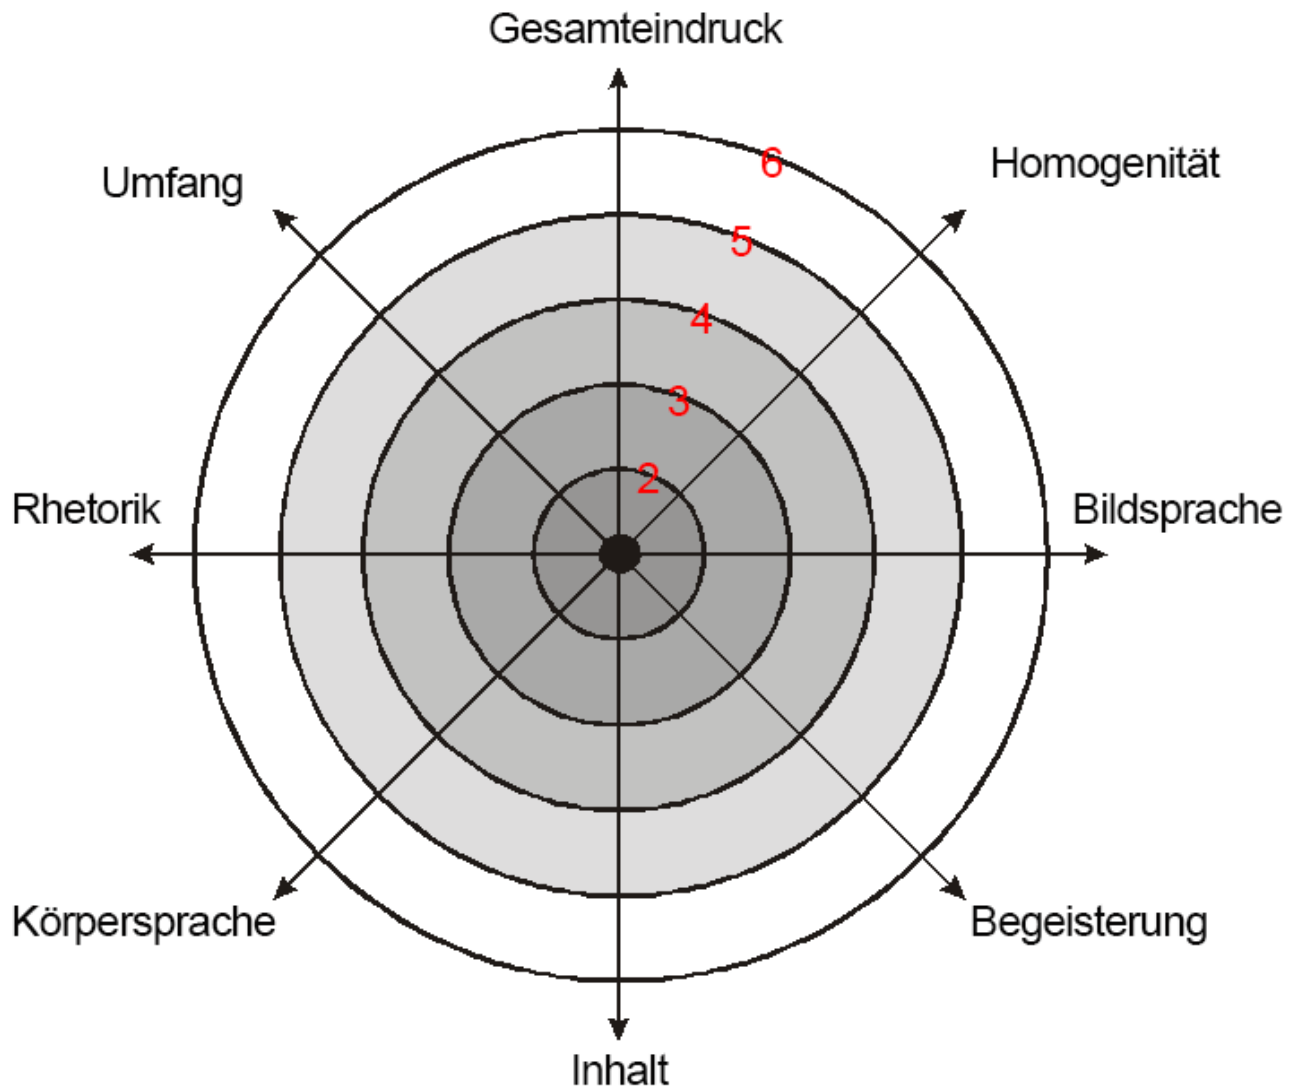 Gesamteindruck
Umfang
Homogenität
6
5
4
3
2
Rhetorik
Bildsprache
Körpersprache
Begeisterung
Inhalt